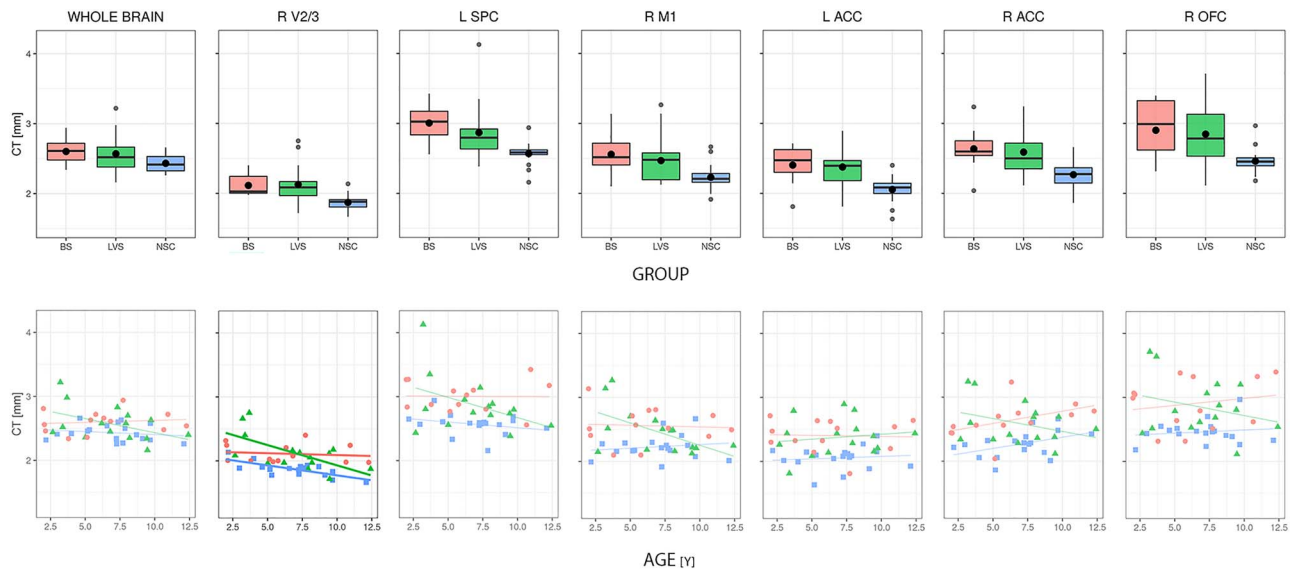 WHOLE BRAIN R V2/3 L SPC R M1 L ACC R ACC R OFC
CT [mm]
4
3
2
BS LVS NSC BS LVS NSC BS LVS NSC BS LVS NSC BS LVS NSC BS LVS NSC BS LVS NSC
GROUP
CT [mm]
4
3
2
2.5 5.0 7.5 10.0 12.5 2.5 5.0 7.5 10.0 12.5 2.5 5.0 7.5 10.0 12.5 2.5 5.0 7.5 10.0 12.5 2.5 5.0 7.5 10.0 12.5 2.5 5.0 7.5 10.0 12.5 2.5 5.0 7.5 10.0 12.5
AGE [Y]